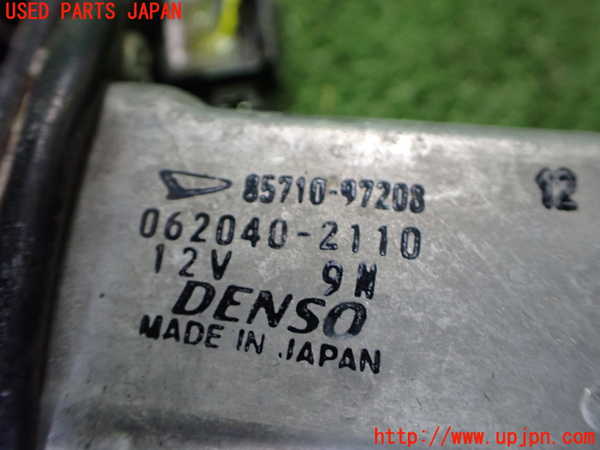 USED PARTS JAPAN
85710-97208
12
062040-2110
12V 9N
DENSO
MADE IN JAPAN
http://www.upjpn.com/